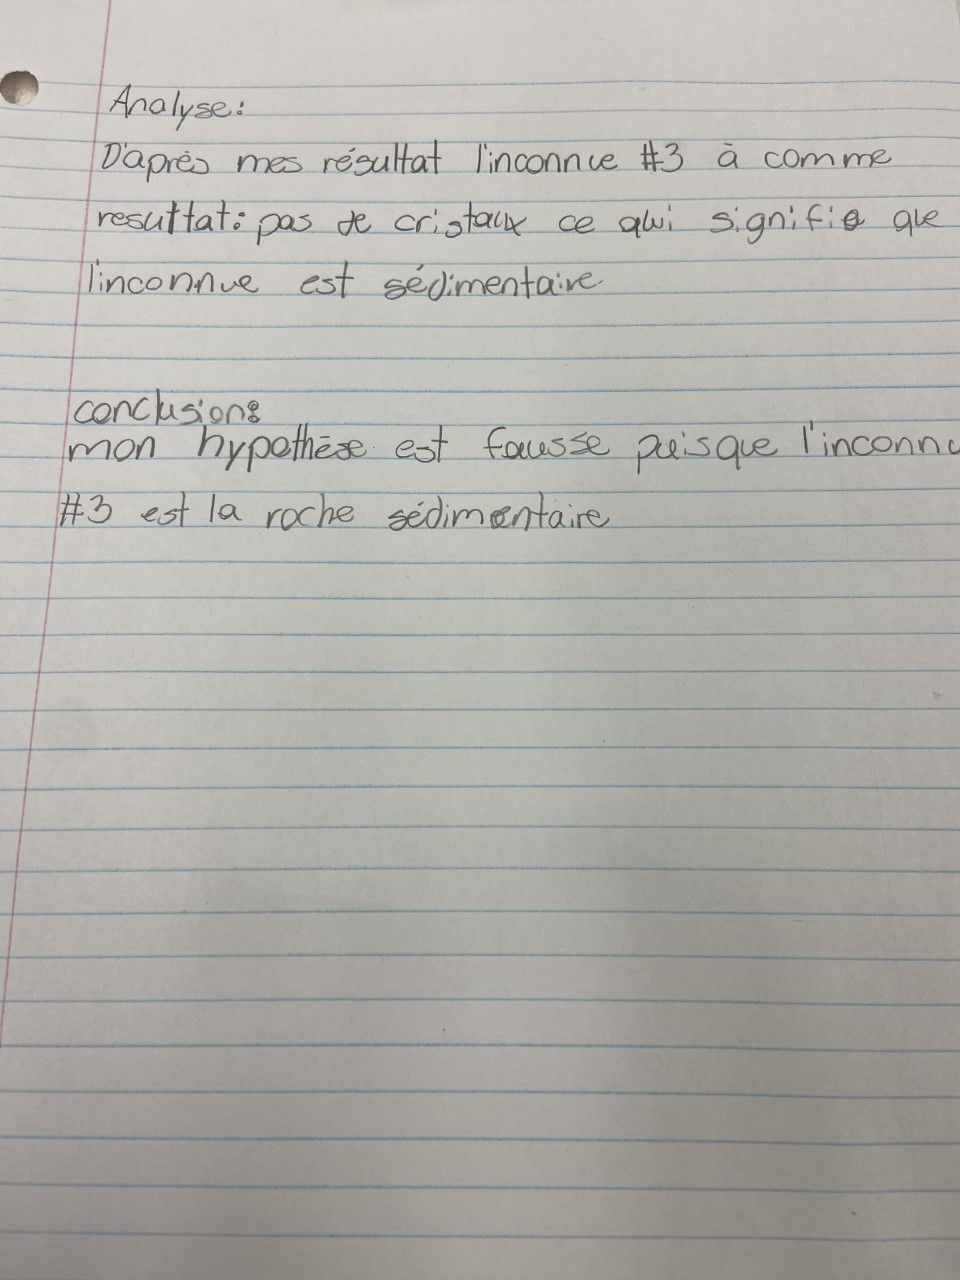 Analyse:
D'après mes résultat l'inconnue #3 à comme
resultat: pas de cristaux ce qui signifie que
l'inconnue est sédimentaire
conclusion:
mon hypothèse est fausse puisque l'inconnu
#3 est la roche sédimentaire